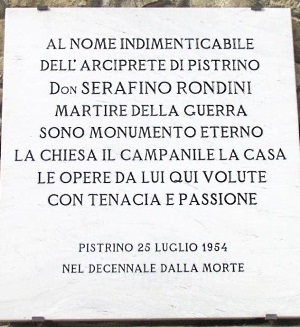 AL NOME INDIMENTICABILE
DELL'ARCIPRETE DI PISTRINO
DON SERAFINO RONDINI
MARTIRE DELLA GUERRA
SONO MONUMENTO ETERNO
LA CHIESA IL CAMPANILE LA CASA
LE OPERE DA LUI QUI VOLUTE
CON TENACIA E PASSIONE
PISTRINO 25 LUGLIO 1954
NEL DECENNALE DALLA MORTE